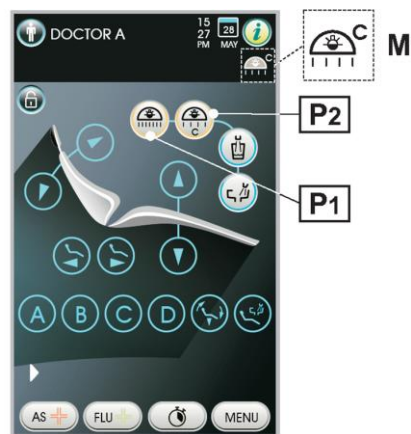 DOCTOR A
15
27
PM
28
MAY
i
C
M
C
P2
P1
A B C D
AS FLU MENU